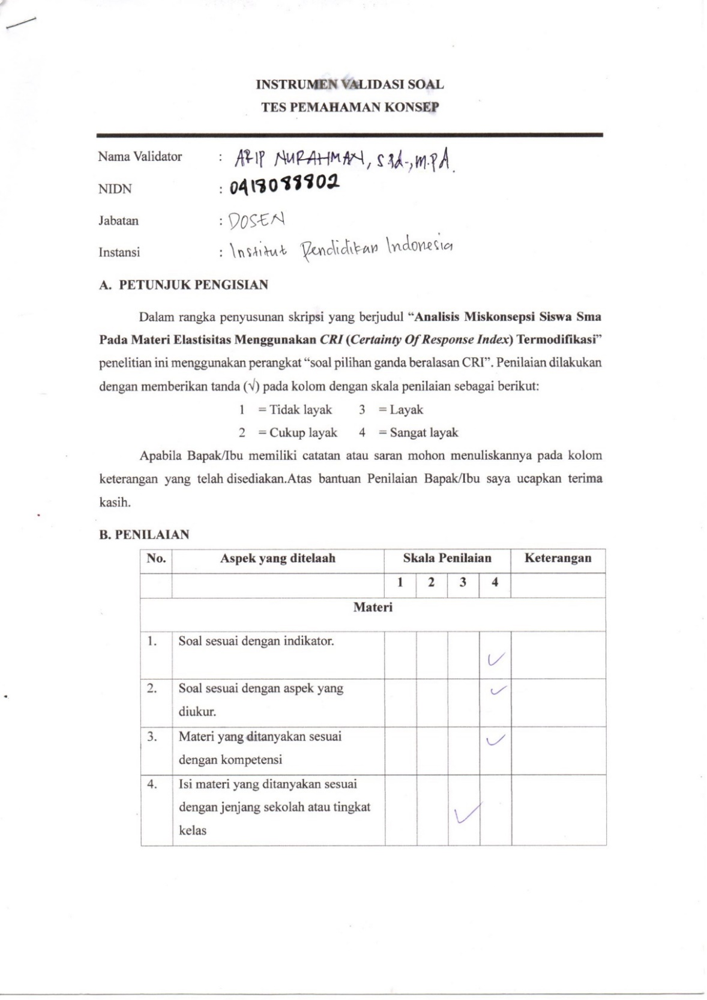 INSTRUMEN VALIDASI SOAL
TES PEMAHAMAN KONSEP
Nama Validator : ARIP NURAHMAN, S.Pd., M.PA.
NIDN : 0418088802
Jabatan : DOSEN
Instansi : Institut Pendidikan Indonesia
A. PETUNJUK PENGISIAN
Dalam rangka penyusunan skripsi yang berjudul “Analisis Miskonsepsi Siswa Sma
Pada Materi Elastisitas Menggunakan CRI (Certainty Of Response Index) Termodifikasi”
penelitian ini menggunakan perangkat “soal pilihan ganda beralasan CRI”. Penilaian dilakukan
dengan memberikan tanda (√) pada kolom dengan skala penilaian sebagai berikut:
1 = Tidak layak 3 = Layak
2 = Cukup layak 4 = Sangat layak
Apabila Bapak/Ibu memiliki catatan atau saran mohon menuliskannya pada kolom
keterangan yang telah disediakan.Atas bantuan Penilaian Bapak/Ibu saya ucapkan terima
kasih.
B. PENILAIAN
No. Aspek yang ditelaah Skala Penilaian Keterangan
1 2 3 4
Materi
1. Soal sesuai dengan indikator. ✓
2. Soal sesuai dengan aspek yang ✓
diukur.
3. Materi yang ditanyakan sesuai ✓
dengan kompetensi
4. Isi materi yang ditanyakan sesuai
dengan jenjang sekolah atau tingkat ✓
kelas